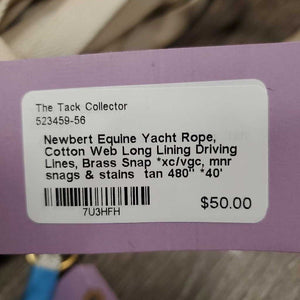 The Tack Collector
523459-56
Newbert Equine Yacht Rope,
Cotton Web Long Lining Driving
Lines, Brass Snap *xc/vgc, mnr
snags & stains tan 480" *40'
7U3HFH
$50.00